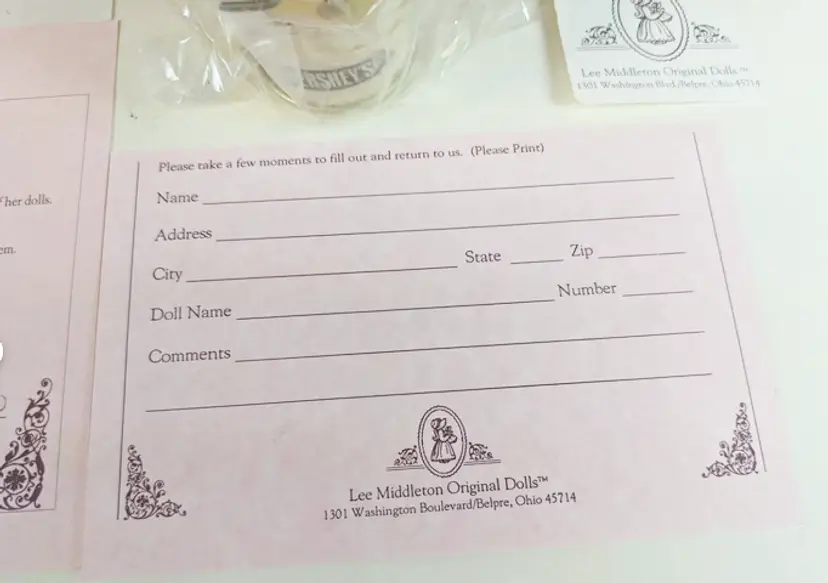 HERSHEY'S
Lee Middleton Original Dolls™
1301 Washington Blvd./Belpre, Ohio 45714
her dolls.
em.
Please take a few moments to fill out and return to us. (Please Print)
Name
Address
City State Zip
Doll Name Number
Comments
Lee Middleton Original Dolls™
1301 Washington Boulevard/Belpre, Ohio 45714